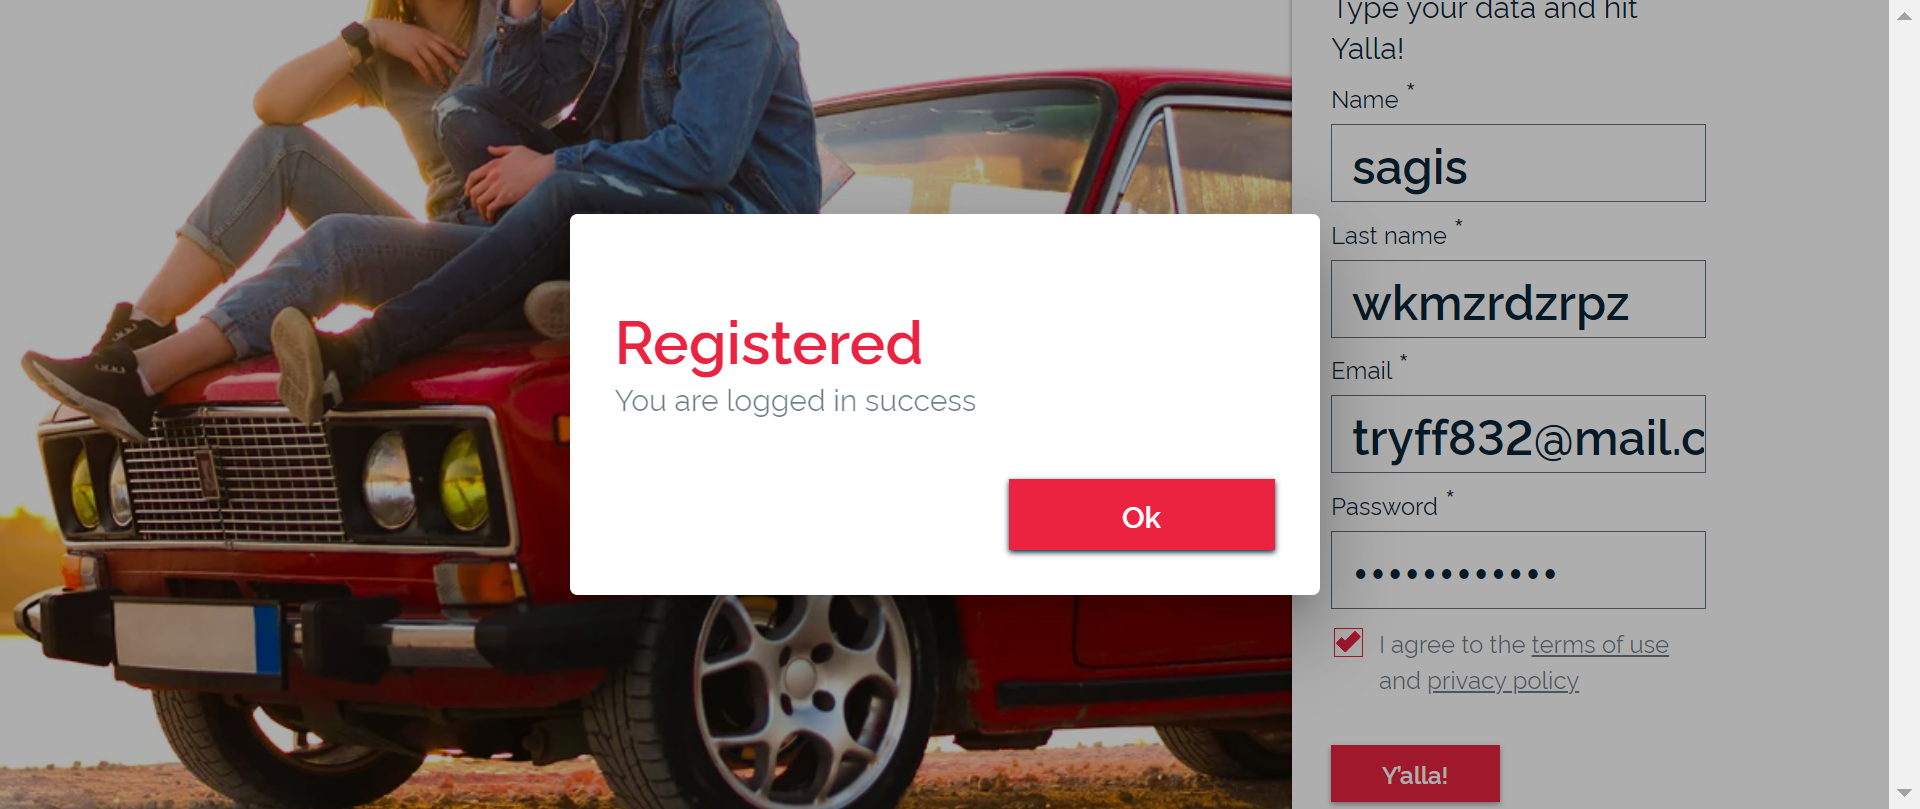 Type your data and hit
Yalla!
Name *
sagis
Last name *
wkmzrdzrpz
Email *
tryff832@mail.c
Password *
••••••••••••
I agree to the terms of use
and privacy policy
Y'alla!
Registered
You are logged in success
Ok